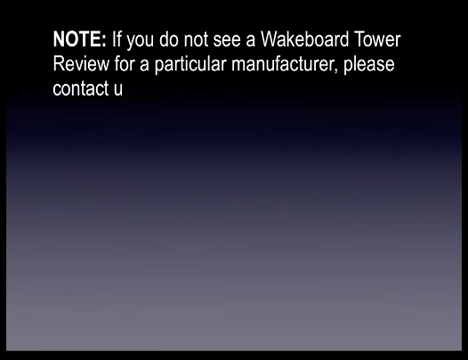 NOTE: If you do not see a Wakeboard Tower
Review for a particular manufacturer, please
contact u